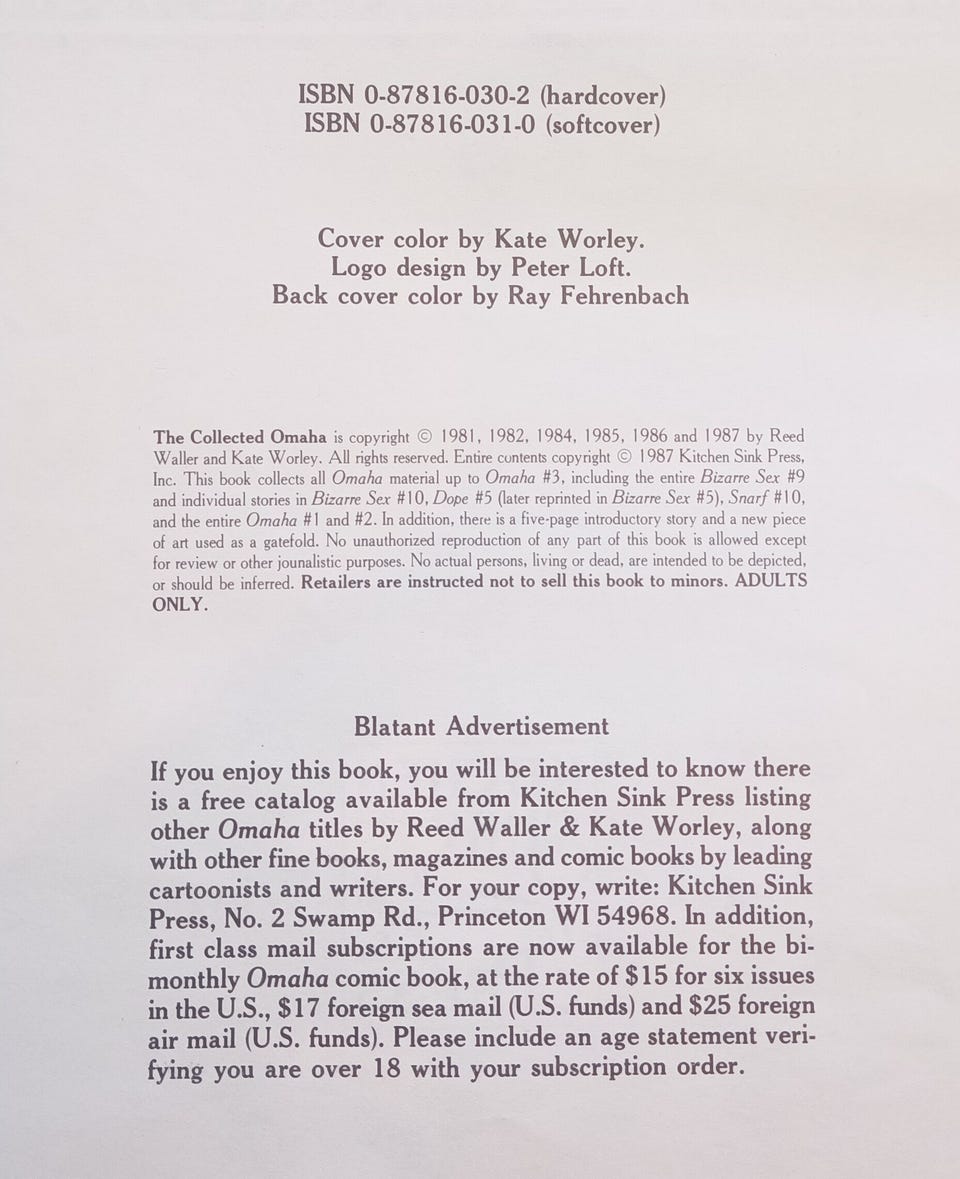 ISBN 0-87816-030-2 (hardcover)
ISBN 0-87816-031-0 (softcover)
Cover color by Kate Worley.
Logo design by Peter Loft.
Back cover color by Ray Fehrenbach
The Collected Omaha is copyright © 1981, 1982, 1984, 1985, 1986 and 1987 by Reed
Waller and Kate Worley. All rights reserved. Entire contents copyright © 1987 Kitchen Sink Press,
Inc. This book collects all Omaha material up to Omaha #3, including the entire Bizarre Sex #9
and individual stories in Bizarre Sex #10, Dope #5 (later reprinted in Bizarre Sex #5), Snarf #10,
and the entire Omaha #1 and #2. In addition, there is a five-page introductory story and a new piece
of art used as a gatefold. No unauthorized reproduction of any part of this book is allowed except
for review or other jounalistic purposes. No actual persons, living or dead, are intended to be depicted,
or should be inferred. Retailers are instructed not to sell this book to minors. ADULTS
ONLY.
Blatant Advertisement
If you enjoy this book, you will be interested to know there
is a free catalog available from Kitchen Sink Press listing
other Omaha titles by Reed Waller & Kate Worley, along
with other fine books, magazines and comic books by leading
cartoonists and writers. For your copy, write: Kitchen Sink
Press, No. 2 Swamp Rd., Princeton WI 54968. In addition,
first class mail subscriptions are now available for the bi-
monthly Omaha comic book, at the rate of $15 for six issues
in the U.S., $17 foreign sea mail (U.S. funds) and $25 foreign
air mail (U.S. funds). Please include an age statement veri-
fying you are over 18 with your subscription order.